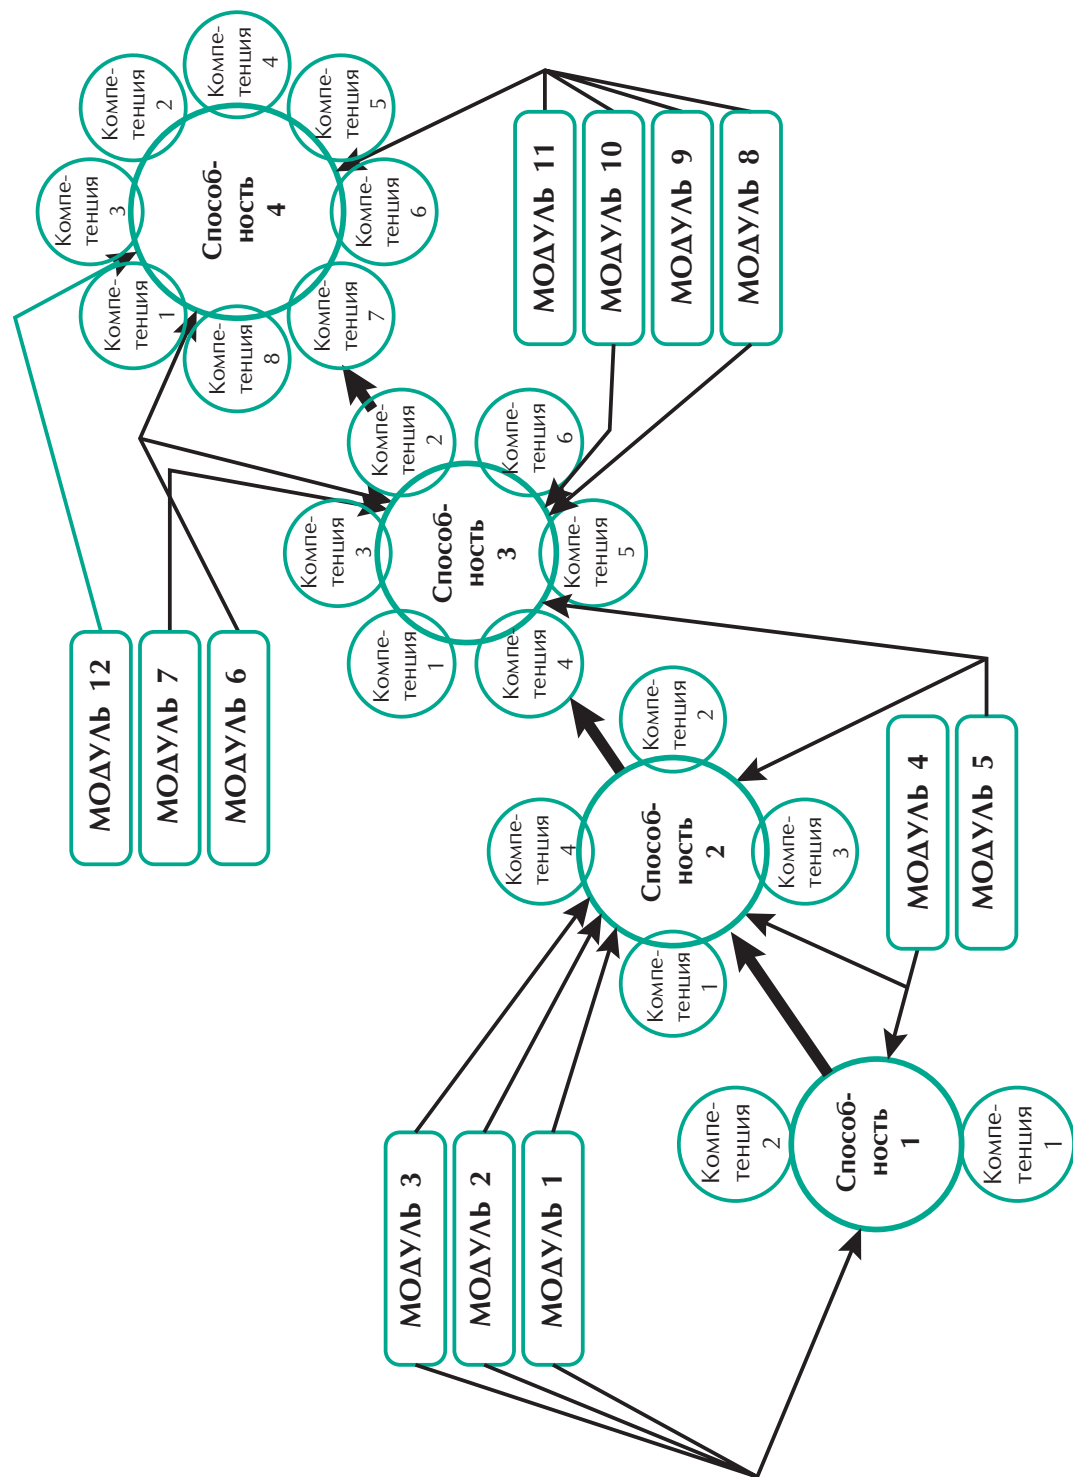 МОДУЛЬ 3
МОДУЛЬ 2
МОДУЛЬ 1
Компе-
тенция
2
Способ-
ность
1
Компе-
тенция
1
Компе-
тенция
4
Компе-
тенция
1
Способ-
ность
2
Компе-
тенция
2
Компе-
тенция
3
МОДУЛЬ 4
МОДУЛЬ 5
МОДУЛЬ 12
МОДУЛЬ 7
МОДУЛЬ 6
Компе-
тенция
3
Компе-
тенция
1
Компе-
тенция
2
Способ-
ность
3
Компе-
тенция
4
Компе-
тенция
6
Компе-
тенция
5
Компе-
тенция
3
Компе-
тенция
1
Компе-
тенция
2
Компе-
тенция
8
Способ-
ность
4
Компе-
тенция
4
Компе-
тенция
7
Компе-
тенция
5
Компе-
тенция
6
МОДУЛЬ 11
МОДУЛЬ 10
МОДУЛЬ 9
МОДУЛЬ 8